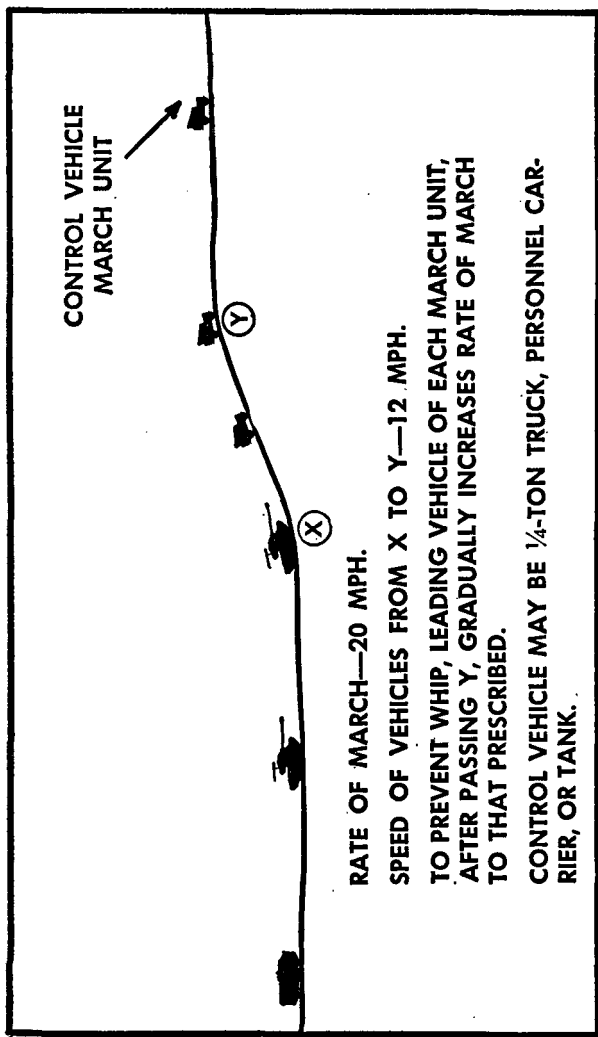 CONTROL VEHICLE
MARCH UNIT
Y
X
RATE OF MARCH—20 MPH.
SPEED OF VEHICLES FROM X TO Y—12 MPH.
TO PREVENT WHIP, LEADING VEHICLE OF EACH MARCH UNIT,
AFTER PASSING Y, GRADUALLY INCREASES RATE OF MARCH
TO THAT PRESCRIBED.
CONTROL VEHICLE MAY BE ¼-TON TRUCK, PERSONNEL CAR-
RIER, OR TANK.